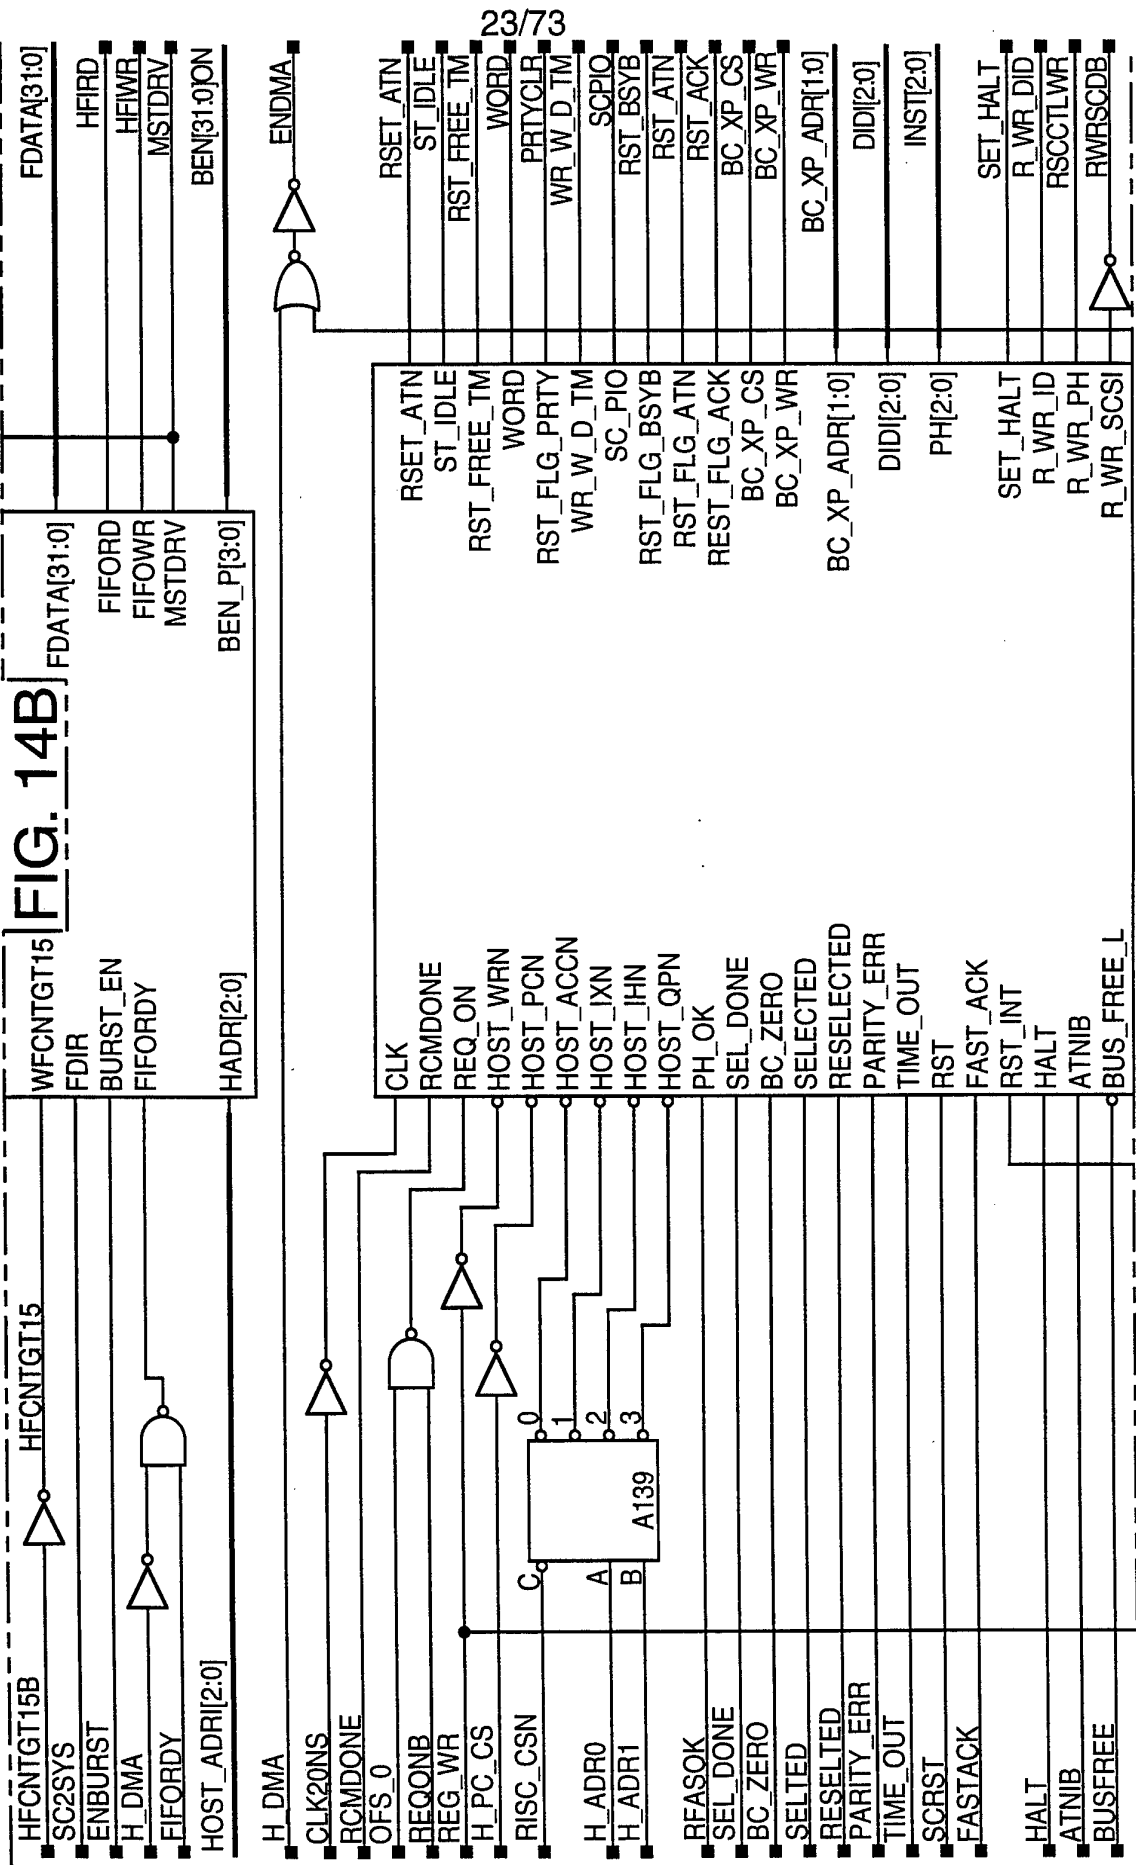 23/73
FIG. 14B
HFCNTGT15B
SC2SYS
ENBURST
H_DMA
FIFORDY
HOST_ADRI[2:0]
HFCNTGT15
WFCNTGT15
FDIR
BURST_EN
FIFORDY
HADR[2:0]
FDATA[31:0]
FIFORD
FIFOWR
MSTDRV
BEN_P[3:0]
FDATA[31:0]
HFIRD
HFIWR
MSTDRV
BEN[31:0]ON
H_DMA
CLK20NS
RCMDONE
OFS_0
REQONB
REG_WR
H_PC_CS
RISC_CSN
H_ADR0
H_ADR1
RFASOK
SEL_DONE
BC_ZERO
SELTED
RESELTED
PARITY_ERR
TIME_OUT
SCRST
FASTACK
HALT
ATNIB
BUSFREE
C
A
B
A139
0
1
2
3
CLK
RCMDONE
REQ_ON
HOST_WRN
HOST_PCN
HOST_ACCN
HOST_IXN
HOST_IHN
HOST_QPN
PH_OK
SEL_DONE
BC_ZERO
SELECTED
RESELECTED
PARITY_ERR
TIME_OUT
RST
FAST_ACK
RST_INT
HALT
ATNIB
BUS_FREE_L
RSET_ATN
ST_IDLE
RST_FREE_TM
WORD
RST_FLG_PRTY
WR_W_D_TM
SC_PIO
RST_FLG_BSYB
RST_FLG_ATN
REST_FLG_ACK
BC_XP_CS
BC_XP_WR
BC_XP_ADR[1:0]
DIDI[2:0]
PH[2:0]
SET_HALT
R_WR_ID
R_WR_PH
R_WR_SCSI
ENDMA
RSET_ATN
ST_IDLE
RST_FREE_TM
WORD
PRTYCLR
WR_W_D_TM
SCPIO
RST_BSYB
RST_ATN
RST_ACK
BC_XP_CS
BC_XP_WR
BC_XP_ADR[1:0]
DIDI[2:0]
INST[2:0]
SET_HALT
R_WR_DID
RSCCTLWR
RWRSCDB